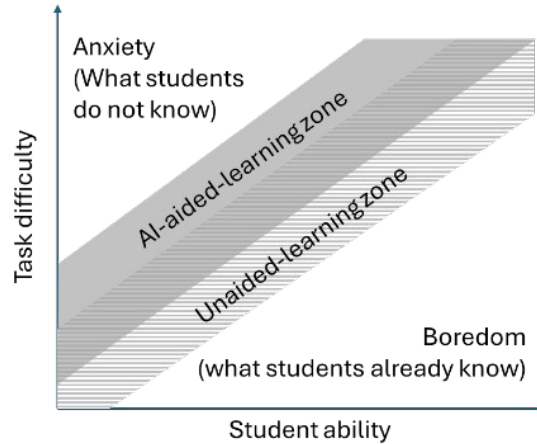 Anxiety
(What students
do not know)
Task difficulty
AI-aided-learning zone
Unaided-learning zone
Boredom
(what students already know)
Student ability